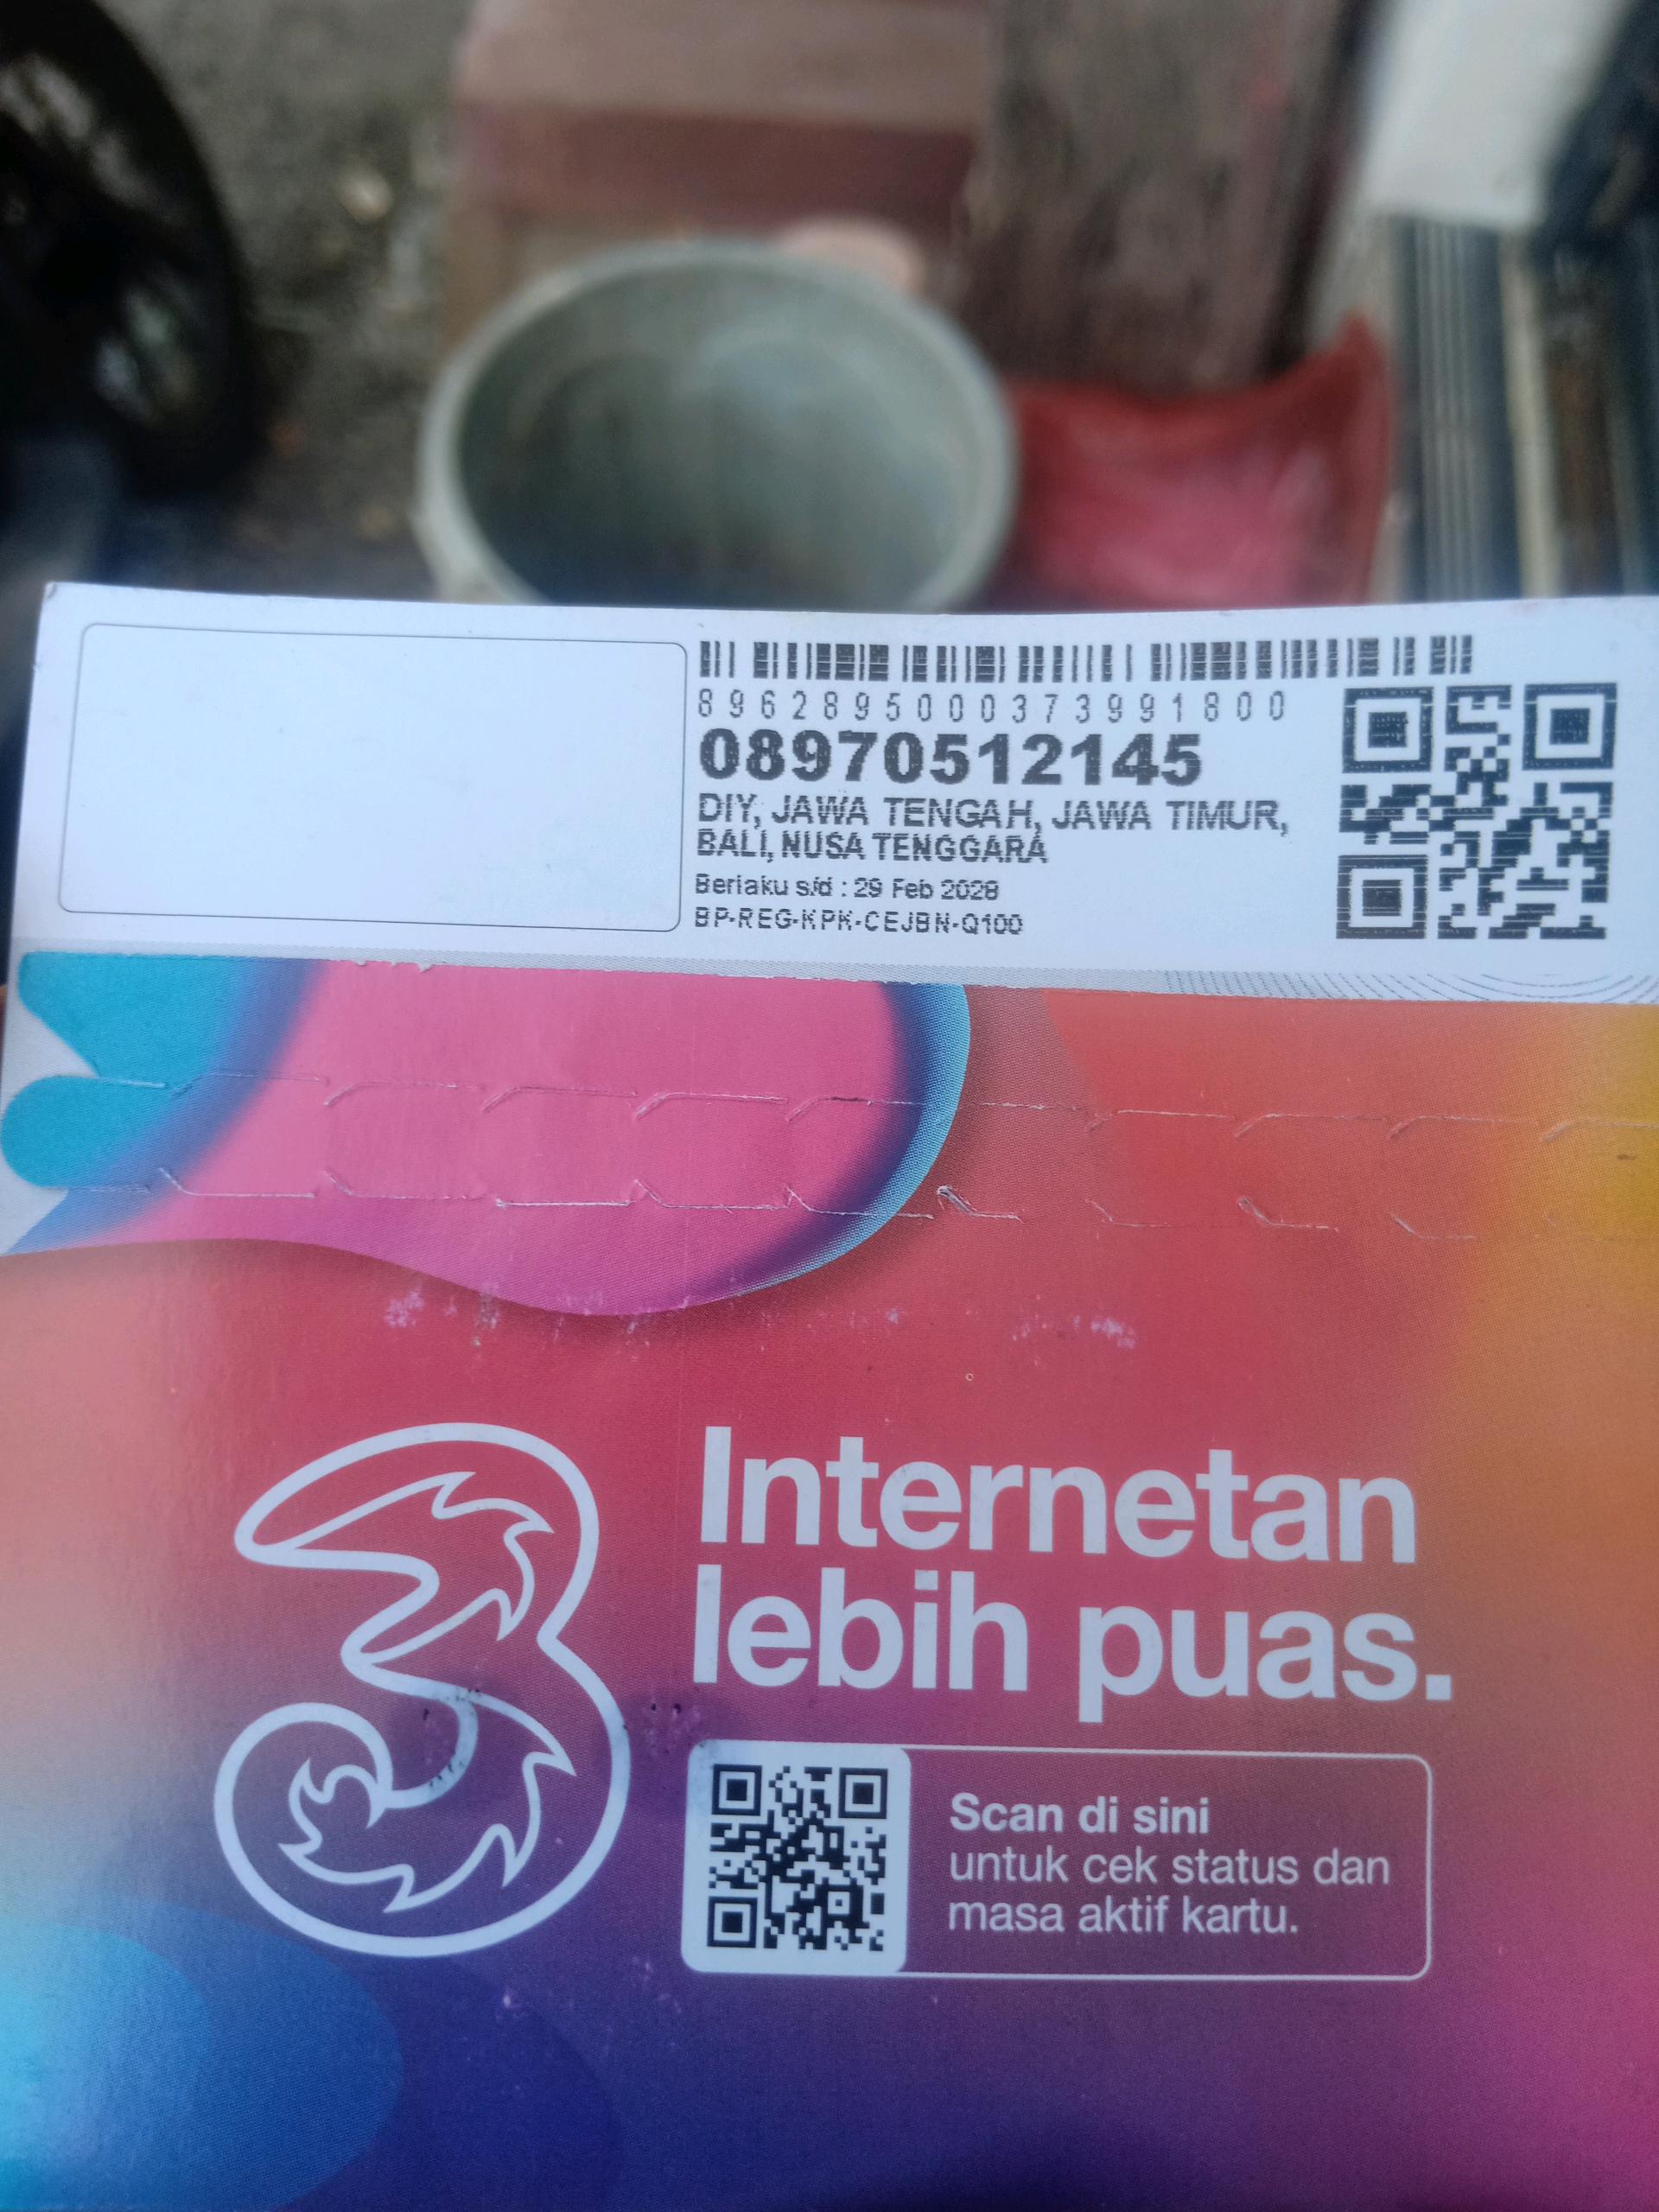 8962895000373991800
08970512145
DIY, JAWA TENGAH, JAWA TIMUR,
BALI, NUSA TENGGARA
Berlaku s/d : 29 Feb 2028
BP-REG-KPK-CEJBN-Q100
3
Internetan
lebih puas.
Scan di sini
untuk cek status dan
masa aktif kartu.